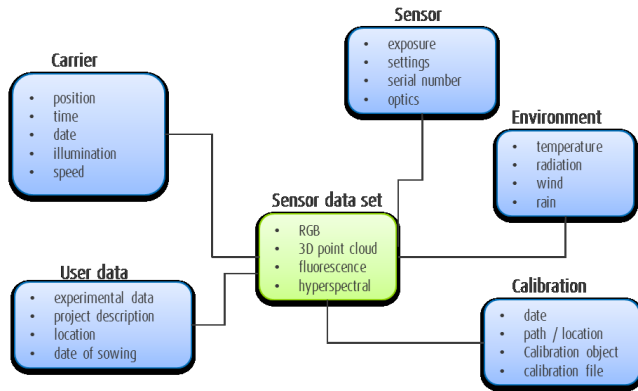 Sensor
• exposure
• settings
• serial number
• optics
Carrier
• position
• time
• date
• illumination
• speed
Environment
• temperature
• radiation
• wind
• rain
Sensor data set
• RGB
• 3D point cloud
• fluorescence
• hyperspectral
User data
• experimental data
• project description
• location
• date of sowing
Calibration
• date
• path / location
• Calibration object
• calibration file